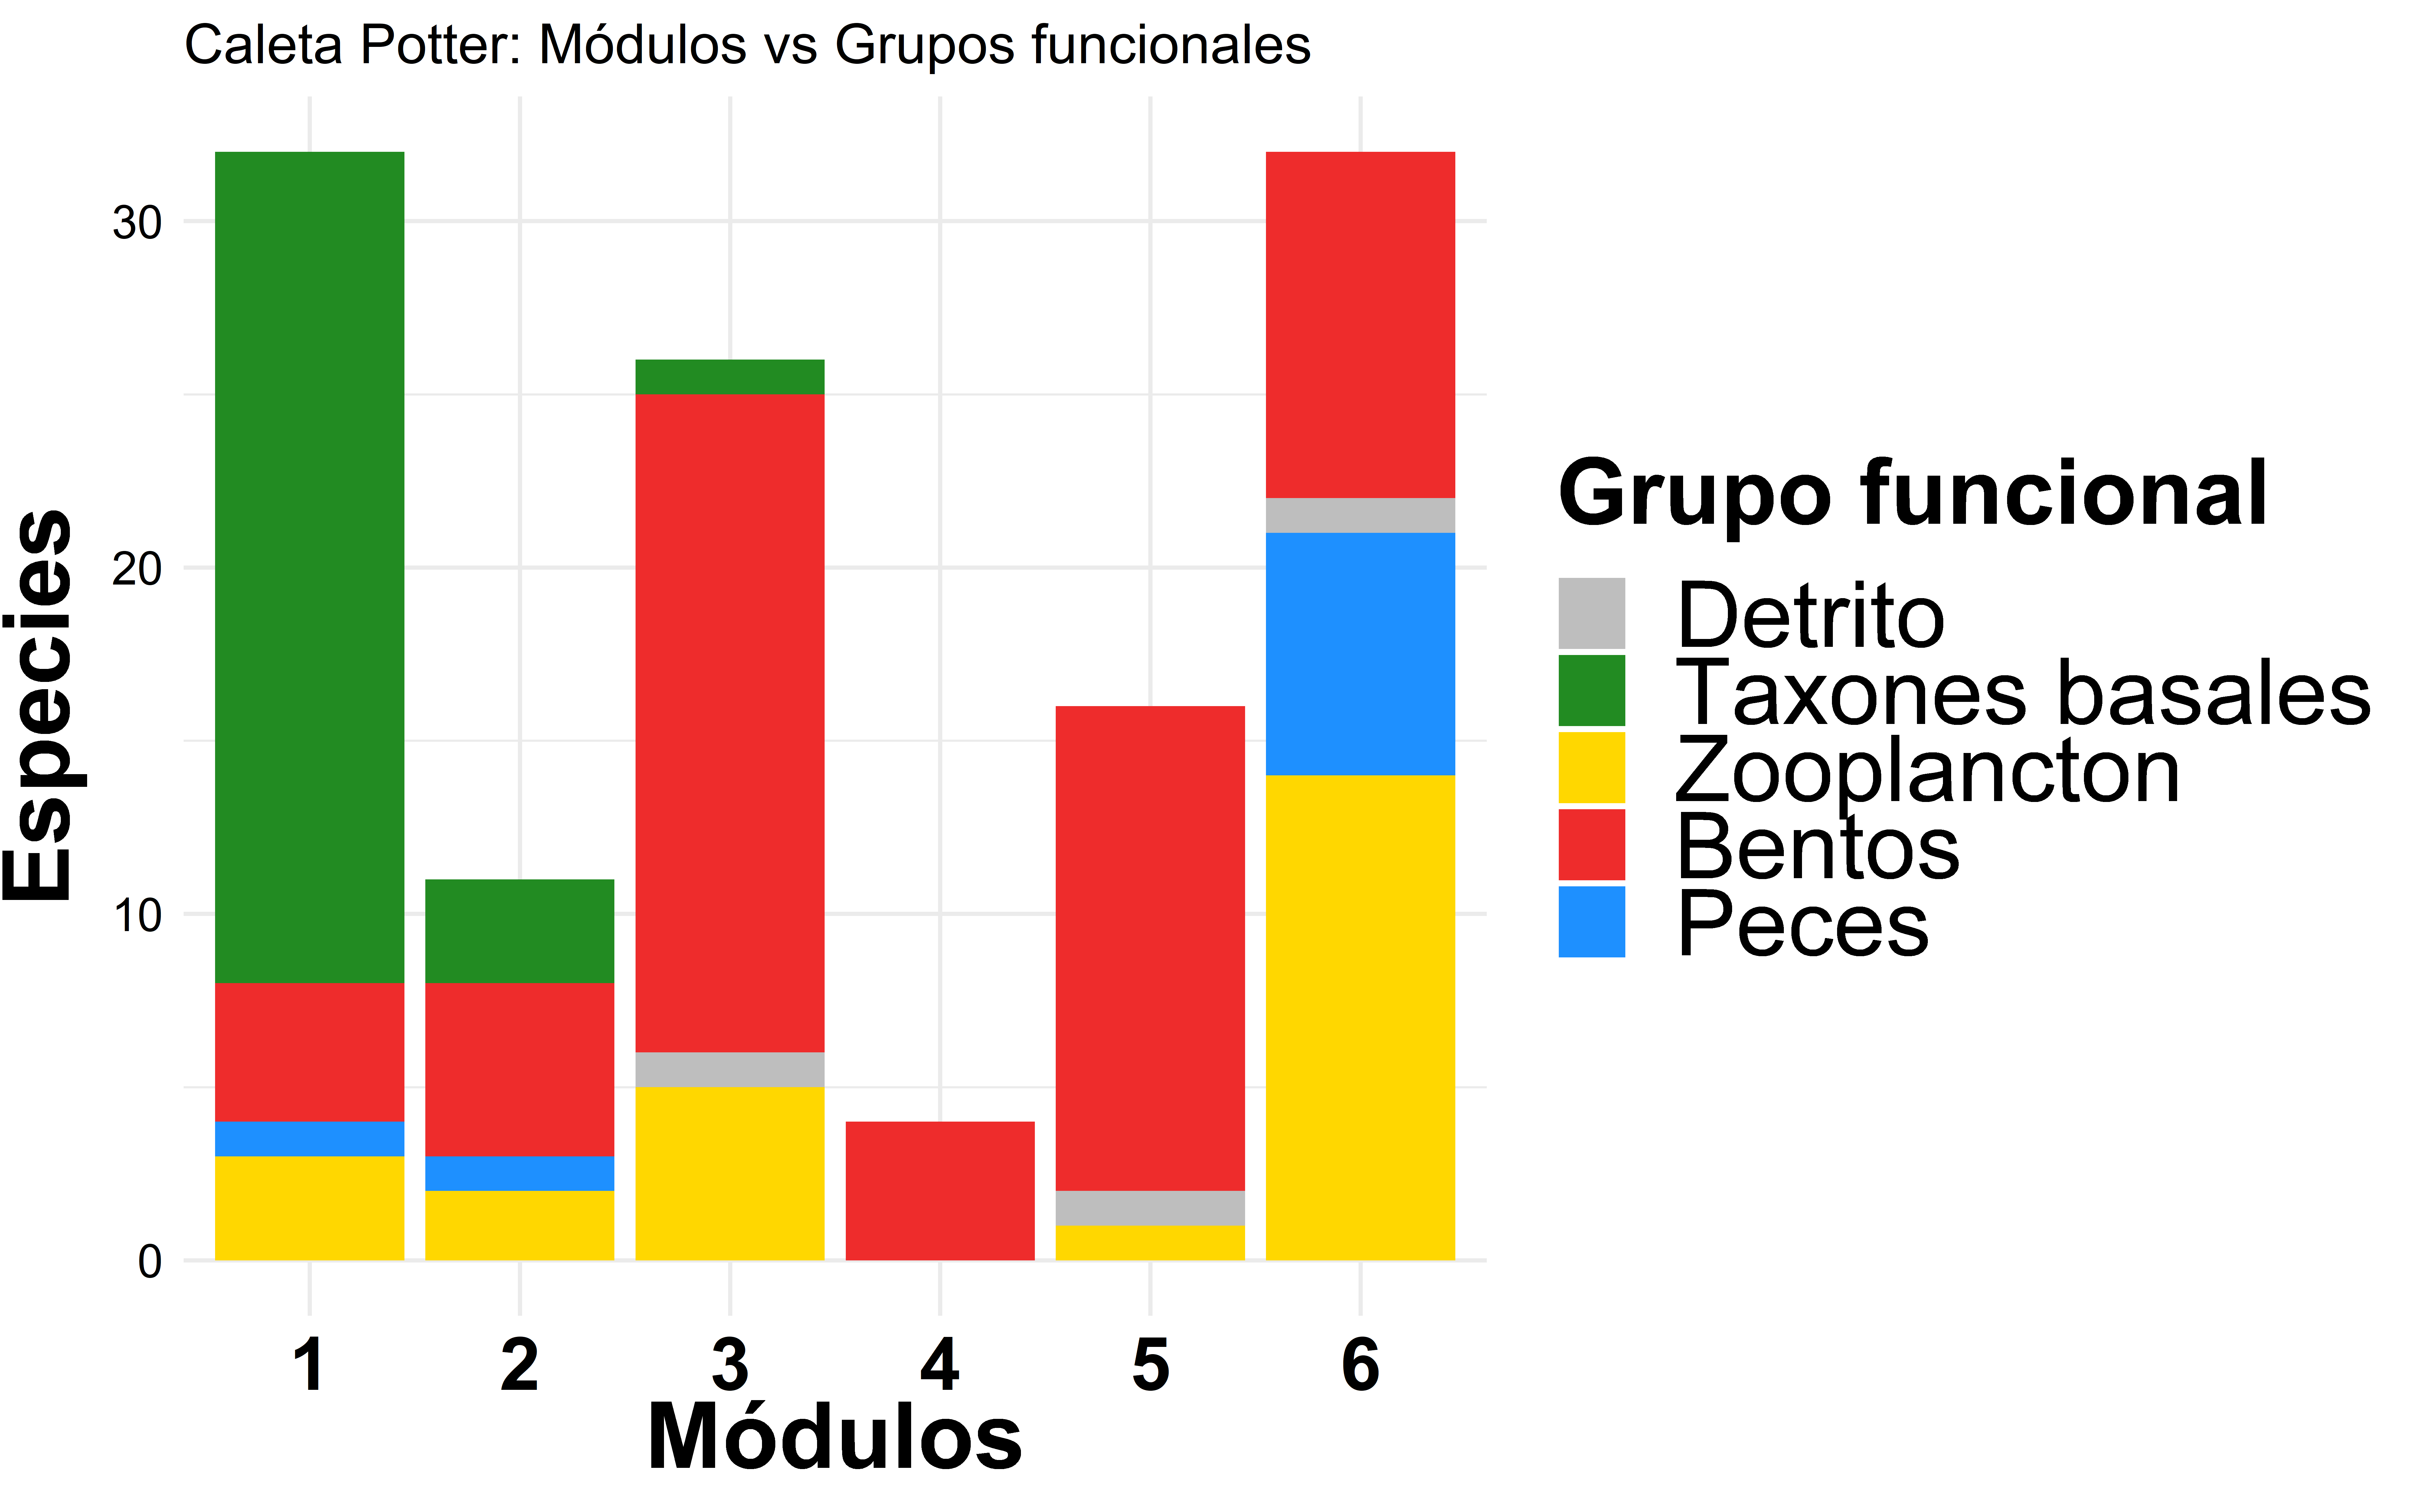 Caleta Potter: Módulos vs Grupos funcionales
30
20
10
0
Especies
1 2 3 4 5 6
Módulos
Grupo funcional
Detrito
Taxones basales
Zooplancton
Bentos
Peces